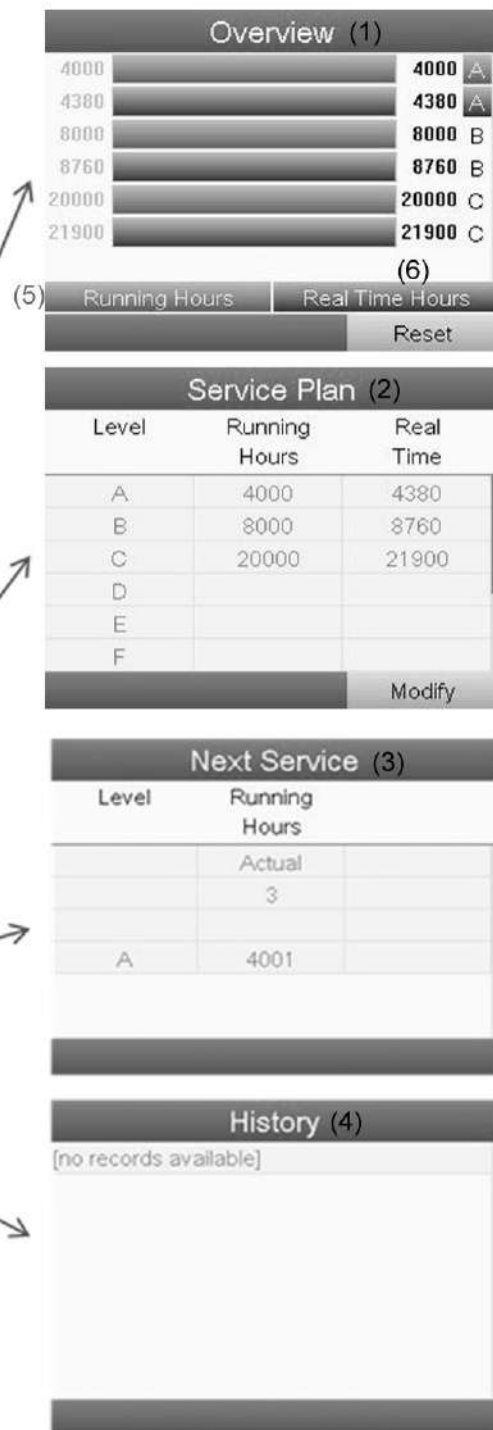 Overview (1)
4000 4000 A
4380 4380 A
8000 8000 B
8760 8760 B
20000 20000 C
21900 21900 C
(6)
(5) Running Hours Real Time Hours
Reset
Service Plan (2)
Level Running Real
Hours Time
A 4000 4380
B 8000 8760
C 20000 21900
D
E
F
Modify
Next Service (3)
Level Running
Hours
Actual
3
A 4001
History (4)
[no records available]